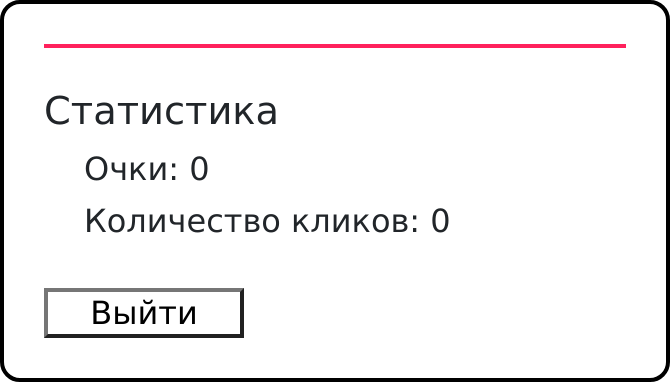 Статистика
Очки: 0
Количество кликов: 0
Выйти